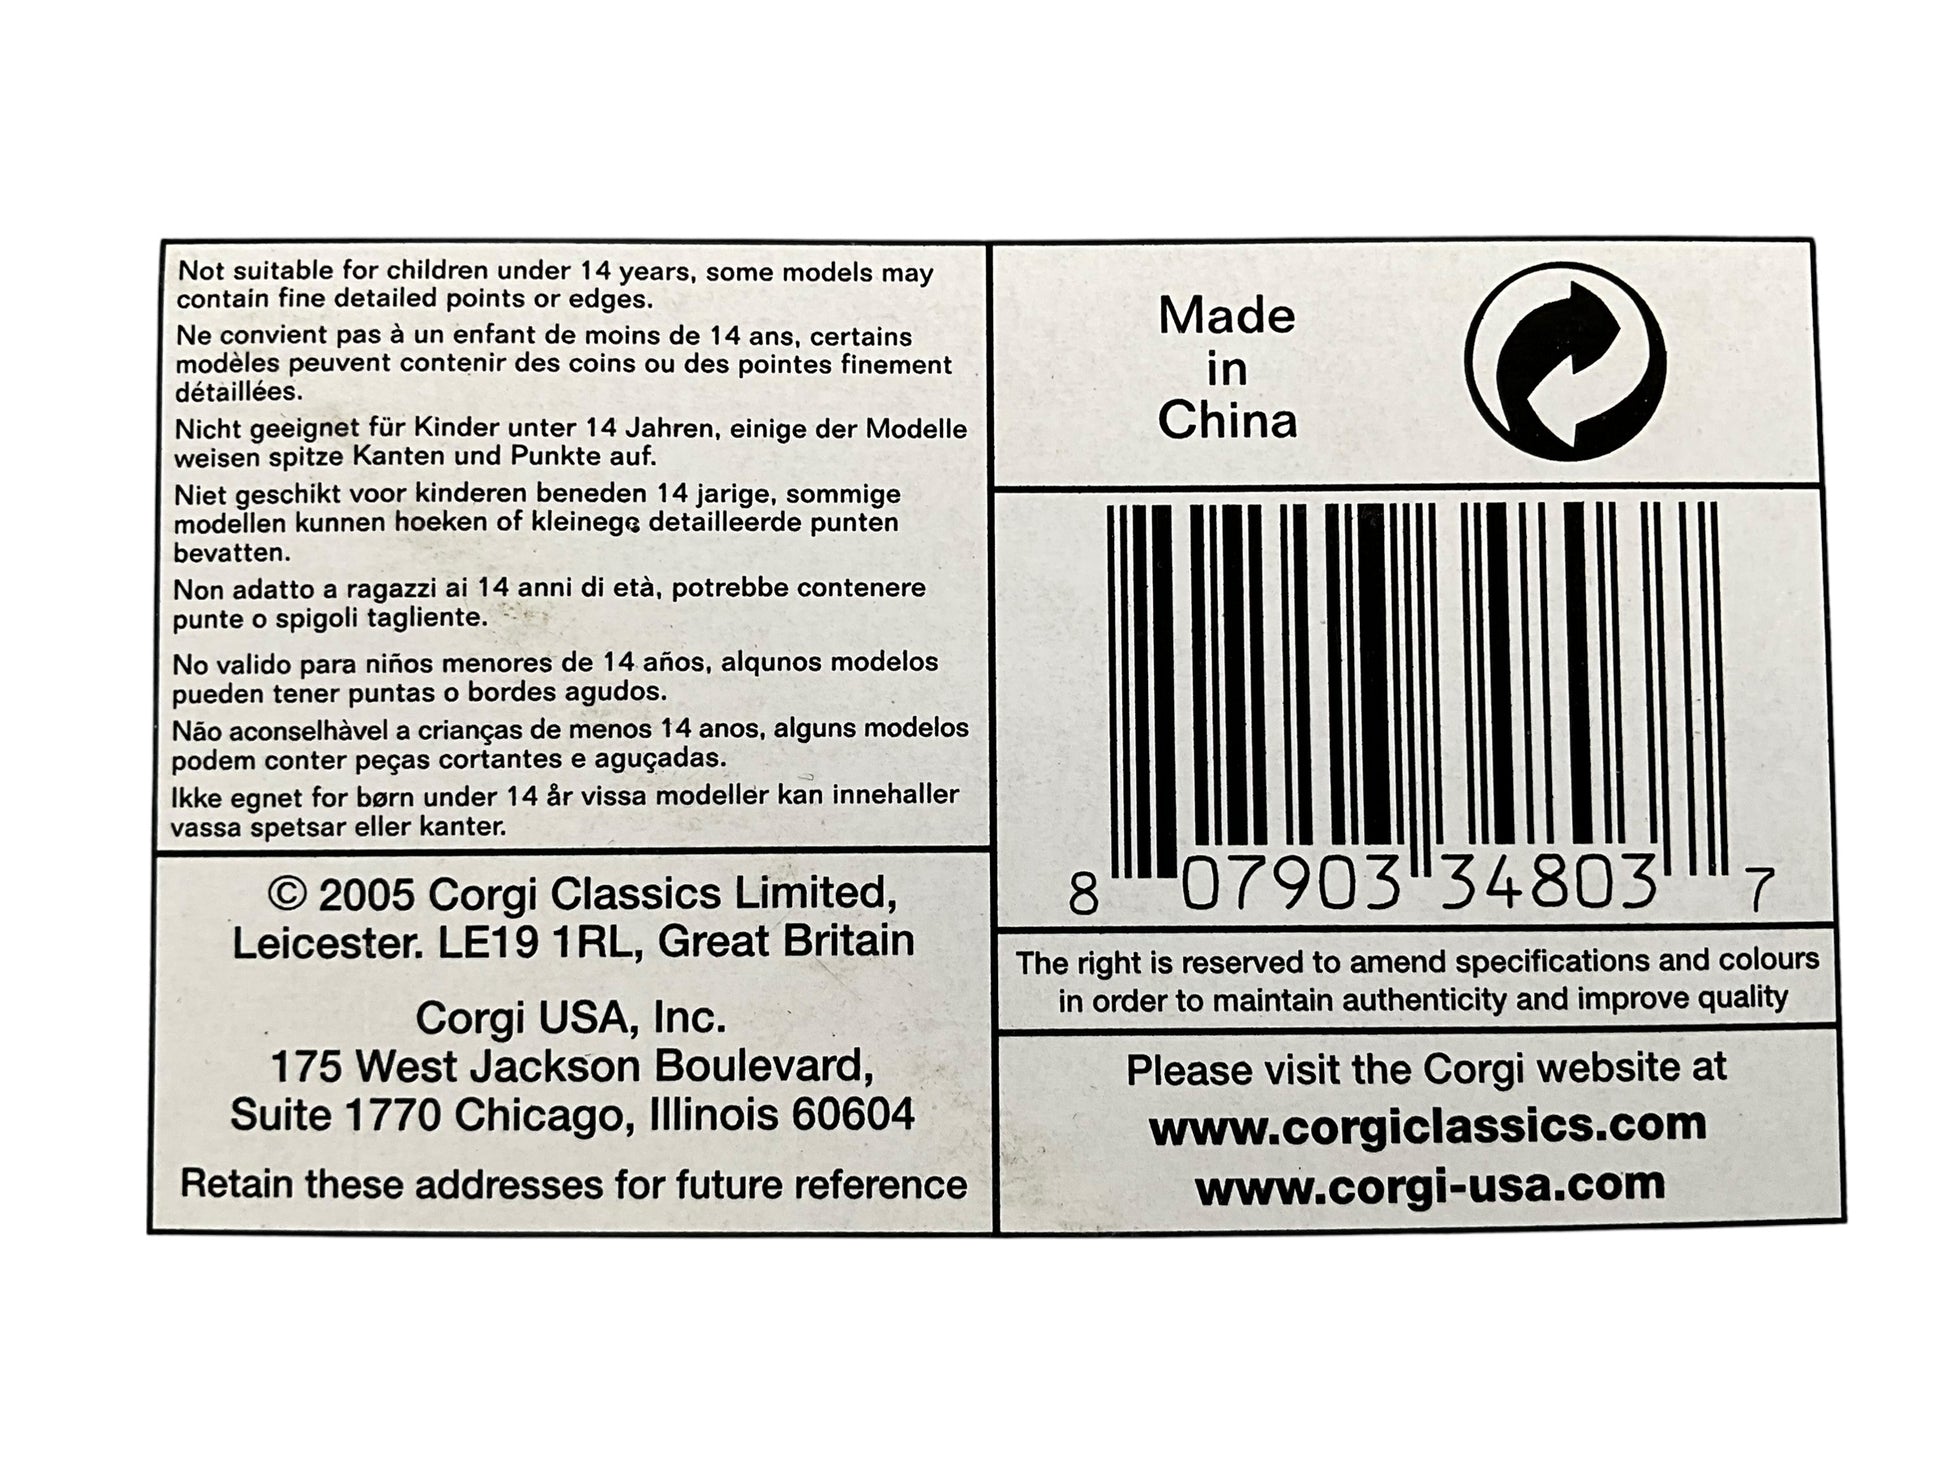 Not suitable for children under 14 years, some models may
contain fine detailed points or edges.
Ne convient pas à un enfant de moins de 14 ans, certains
modèles peuvent contenir des coins ou des pointes finement
détaillées.
Nicht geeignet für Kinder unter 14 Jahren, einige der Modelle
weisen spitze Kanten und Punkte auf.
Niet geschikt voor kinderen beneden 14 jarige, sommige
modellen kunnen hoeken of kleinege detailleerde punten
bevatten.
Non adatto a ragazzi ai 14 anni di età, potrebbe contenere
punte o spigoli tagliente.
No valido para niños menores de 14 años, alqunos modelos
pueden tener puntas o bordes agudos.
Não aconselhàvel a crianças de menos 14 anos, alguns modelos
podem conter peças cortantes e aguçadas.
Ikke egnet for børn under 14 år vissa modeller kan innehaller
vassa spetsar eller kanter.
© 2005 Corgi Classics Limited,
Leicester. LE19 1RL, Great Britain
Corgi USA, Inc.
175 West Jackson Boulevard,
Suite 1770 Chicago, Illinois 60604
Retain these addresses for future reference
Made
in
China
8 07903 34803 7
The right is reserved to amend specifications and colours
in order to maintain authenticity and improve quality
Please visit the Corgi website at
www.corgiclassics.com
www.corgi-usa.com